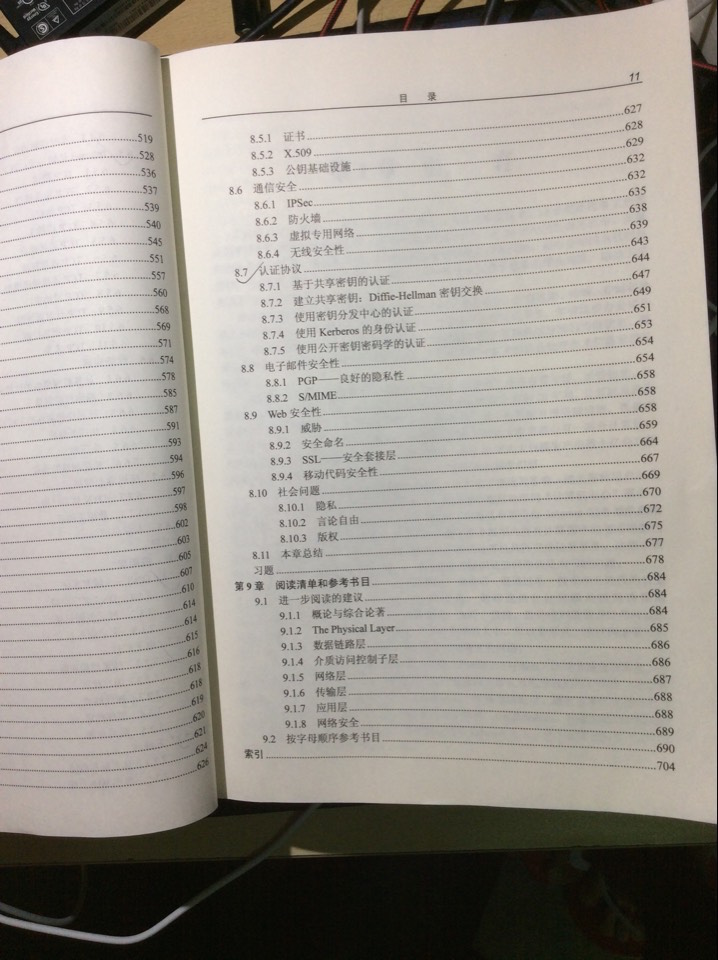 519
528
536
537
539
540
545
551
557
560
568
569
571
574
578
585
587
591
593
594
596
597
598
602
603
605
607
610
614
614
615
616
618
618
619
620
621
624
626
目 录 11
8.5.1 证书 627
8.5.2 X.509 628
8.5.3 公钥基础设施 629
8.6 通信安全 632
8.6.1 IPSec 632
8.6.2 防火墙 635
8.6.3 虚拟专用网络 638
8.6.4 无线安全性 639
8.7 认证协议 643
8.7.1 基于共享密钥的认证 644
8.7.2 建立共享密钥：Diffie-Hellman 密钥交换 647
8.7.3 使用密钥分发中心的认证 649
8.7.4 使用 Kerberos 的身份认证 651
8.7.5 使用公开密钥密码学的认证 653
8.8 电子邮件安全性 654
8.8.1 PGP——良好的隐私性 654
8.8.2 S/MIME 658
8.9 Web 安全性 658
8.9.1 威胁 658
8.9.2 安全命名 659
8.9.3 SSL——安全套接层 664
8.9.4 移动代码安全性 667
8.10 社会问题 669
8.10.1 隐私 670
8.10.2 言论自由 672
8.10.3 版权 675
8.11 本章总结 677
习题 678
第 9 章 阅读清单和参考书目 684
9.1 进一步阅读的建议 684
9.1.1 概论与综合论著 684
9.1.2 The Physical Layer 685
9.1.3 数据链路层 686
9.1.4 介质访问控制子层 686
9.1.5 网络层 687
9.1.6 传输层 688
9.1.7 应用层 688
9.1.8 网络安全 689
9.2 按字母顺序参考书目 690
索引 704